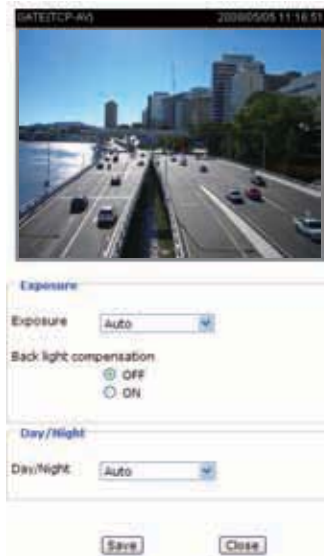 GATE(TCP-AV) 2008/05/05 11:16:51
Exposure
Exposure Auto
Back light compensation
OFF
ON
Day/Night
Day/Night Auto
Save Close